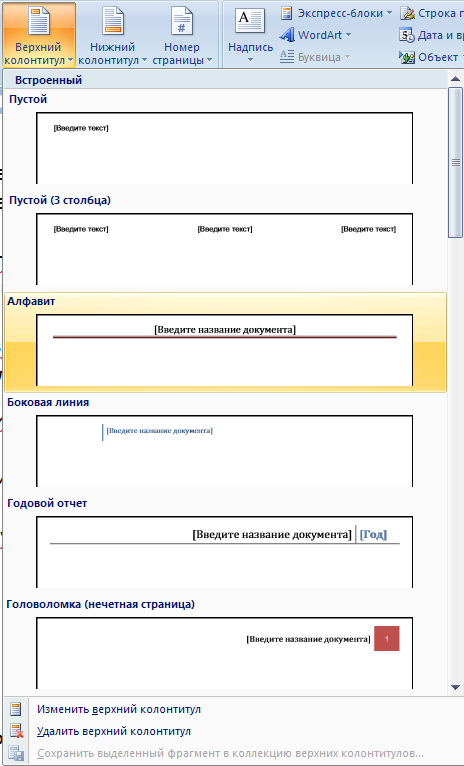 Верхний колонтитул
Нижний колонтитул
Номер страницы
#
Надпись
A
Экспресс-блоки
WordArt
Буквица
Строка п
Дата и вр
Объект
Встроенный
Пустой
[Введите текст]
Пустой (3 столбца)
[Введите текст] [Введите текст] [Введите текст]
Алфавит
[Введите название документа]
Боковая линия
[Введите название документа]
Годовой отчет
[Введите название документа] [Год]
Головоломка (нечетная страница)
[Введите название документа] 1
Изменить верхний колонтитул
Удалить верхний колонтитул
Сохранить выделенный фрагмент в коллекцию верхних колонтитулов...